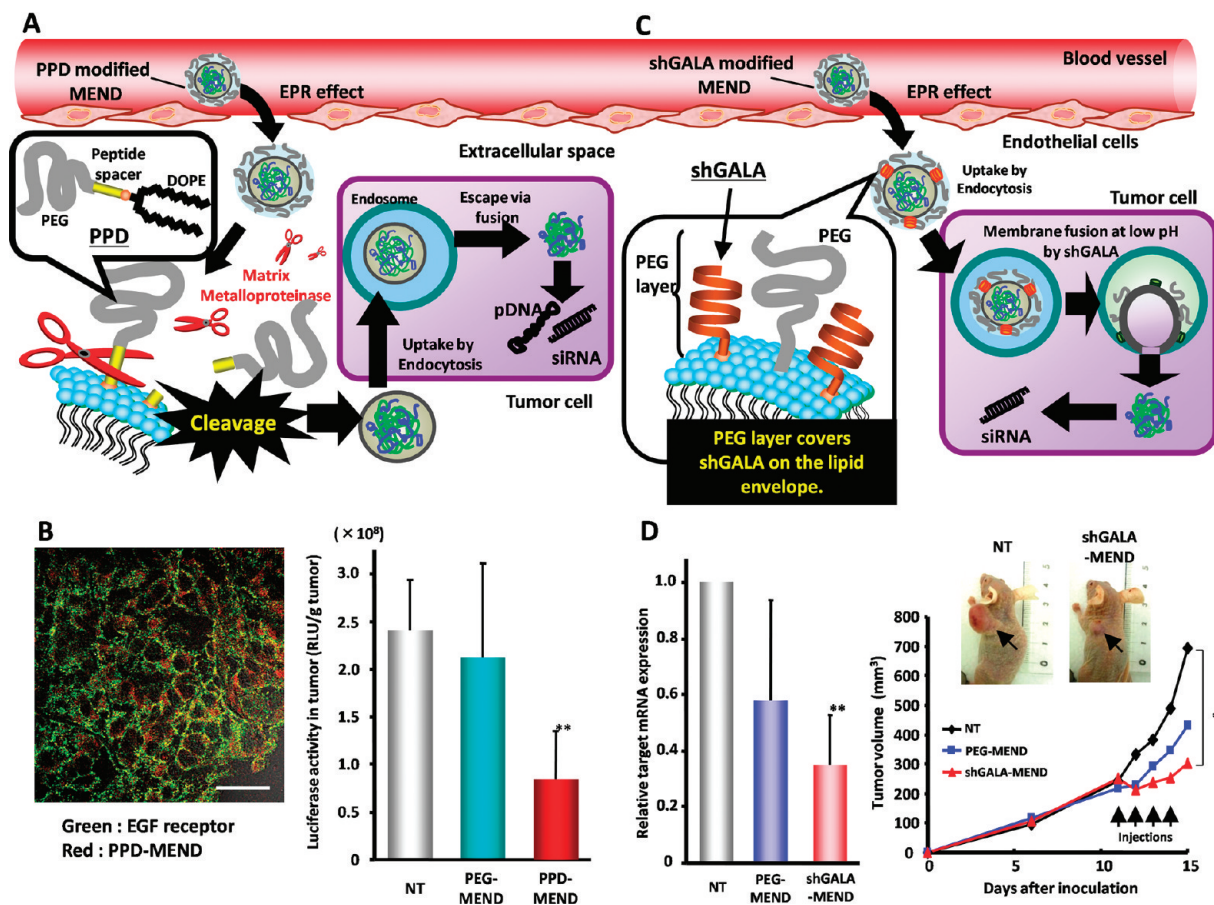 A
PPD modified
MEND
EPR effect
Peptide
spacer
DOPE
PEG
PPD
Extracellular space
Matrix
Metalloproteinase
Endosome
Escape via
fusion
pDNA
siRNA
Uptake by
Endocytosis
Tumor cell
Cleavage
C
shGALA modified
MEND
EPR effect
Blood vessel
Endothelial cells
Uptake by
Endocytosis
shGALA
PEG
PEG
layer
PEG layer covers
shGALA on the lipid
envelope.
Tumor cell
Membrane fusion at low pH
by shGALA
siRNA
B
Green : EGF receptor
Red : PPD-MEND
(×10⁸)
Luciferase activity in tumor (RLU/g tumor)
3.0
2.5
2.0
1.5
1.0
0.5
0
**
NT
PEG-
MEND
PPD-
MEND
D
Relative target mRNA expression
1.0
0.8
0.6
0.4
0.2
0
**
NT
PEG-
MEND
shGALA
-MEND
NT
shGALA
-MEND
Tumor volume (mm³)
800
700
600
500
400
300
200
100
0
NT
PEG-MEND
shGALA-MEND
Injections
0
5
10
15
Days after inoculation